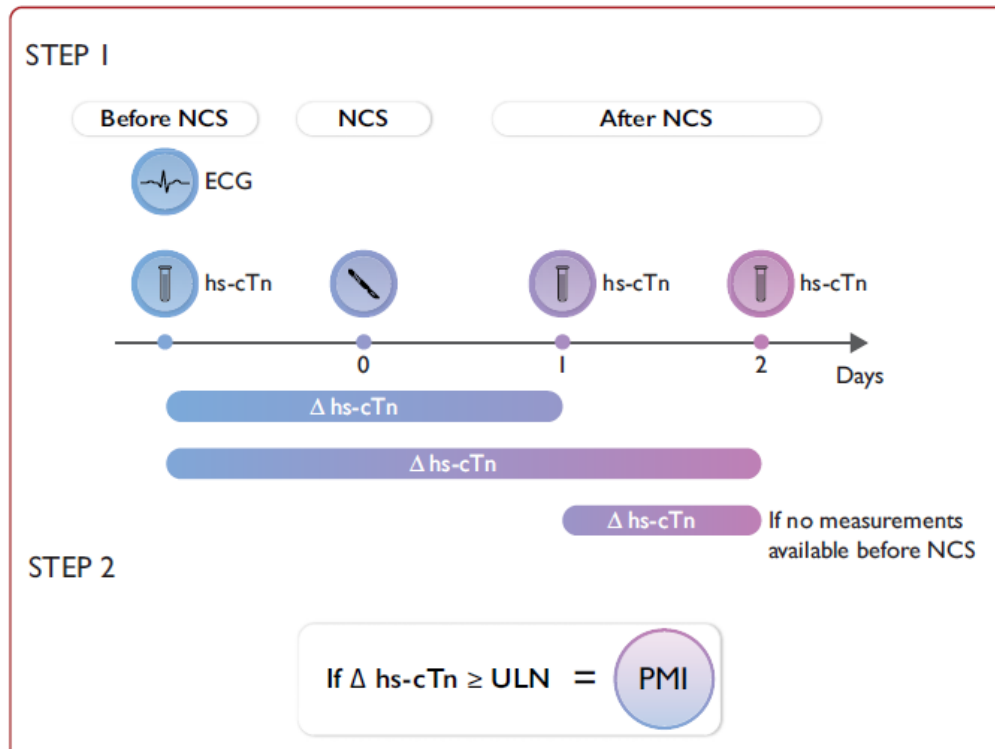 STEP 1
Before NCS
NCS
After NCS
ECG
hs-cTn
hs-cTn
hs-cTn
0
1
2
Days
Δ hs-cTn
Δ hs-cTn
Δ hs-cTn
If no measurements
available before NCS
STEP 2
If Δ hs-cTn ≥ ULN = PMI